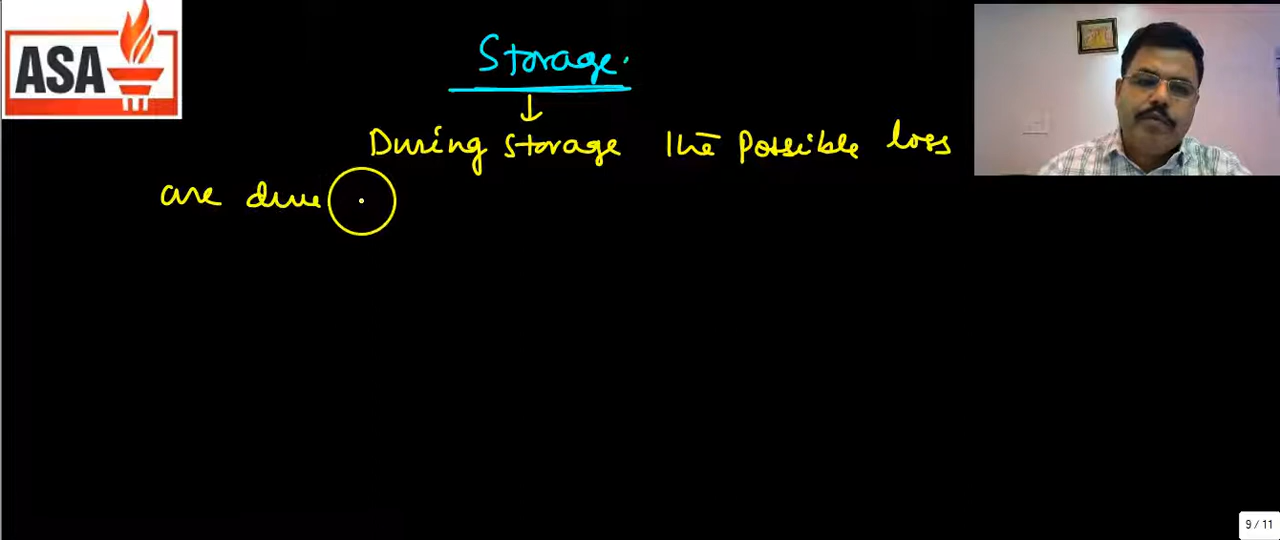 ASA
Storage.
During storage the possible loss
are due
9 / 11